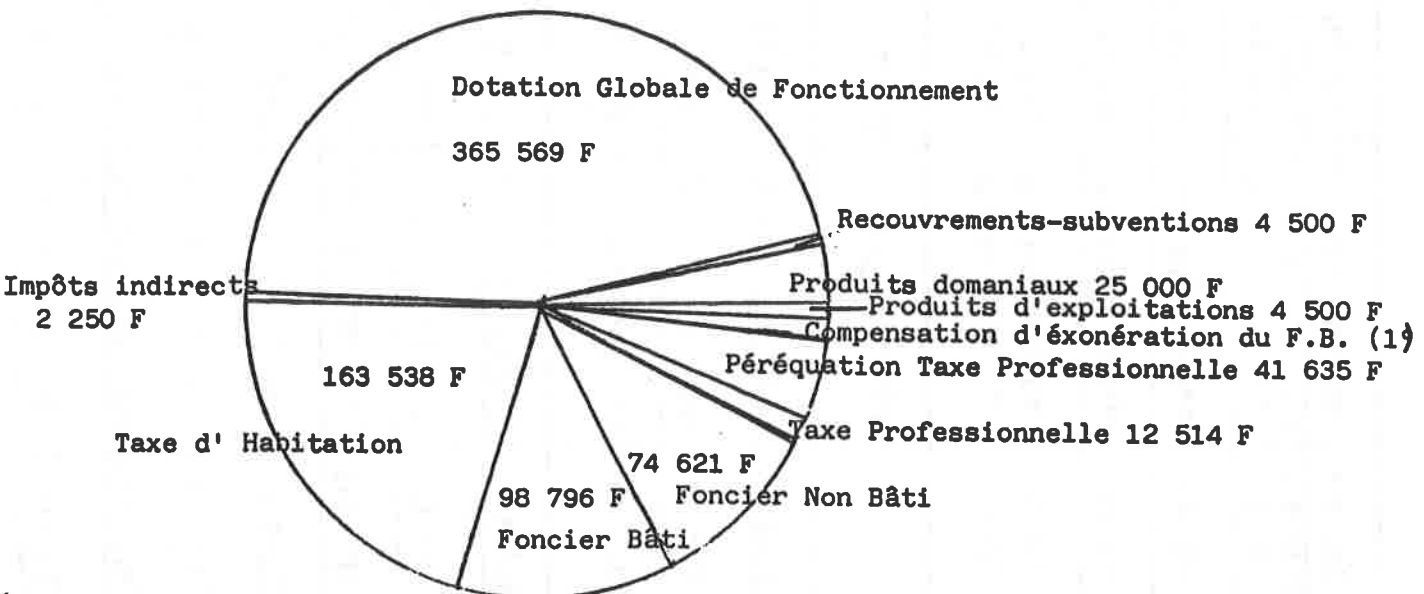 Dotation Globale de Fonctionnement
365 569 F
Recouvrements-subventions 4 500 F
Produits domaniaux 25 000 F
Produits d'exploitations 4 500 F
Compensation d'éxonération du F.B. (19
Péréquation Taxe Professionnelle 41 635 F
Taxe Professionnelle 12 514 F
74 621 F
Foncier Non Bâti
98 796 F
Foncier Bâti
163 538 F
Taxe d' Habitation
Impôts indirects
2 250 F